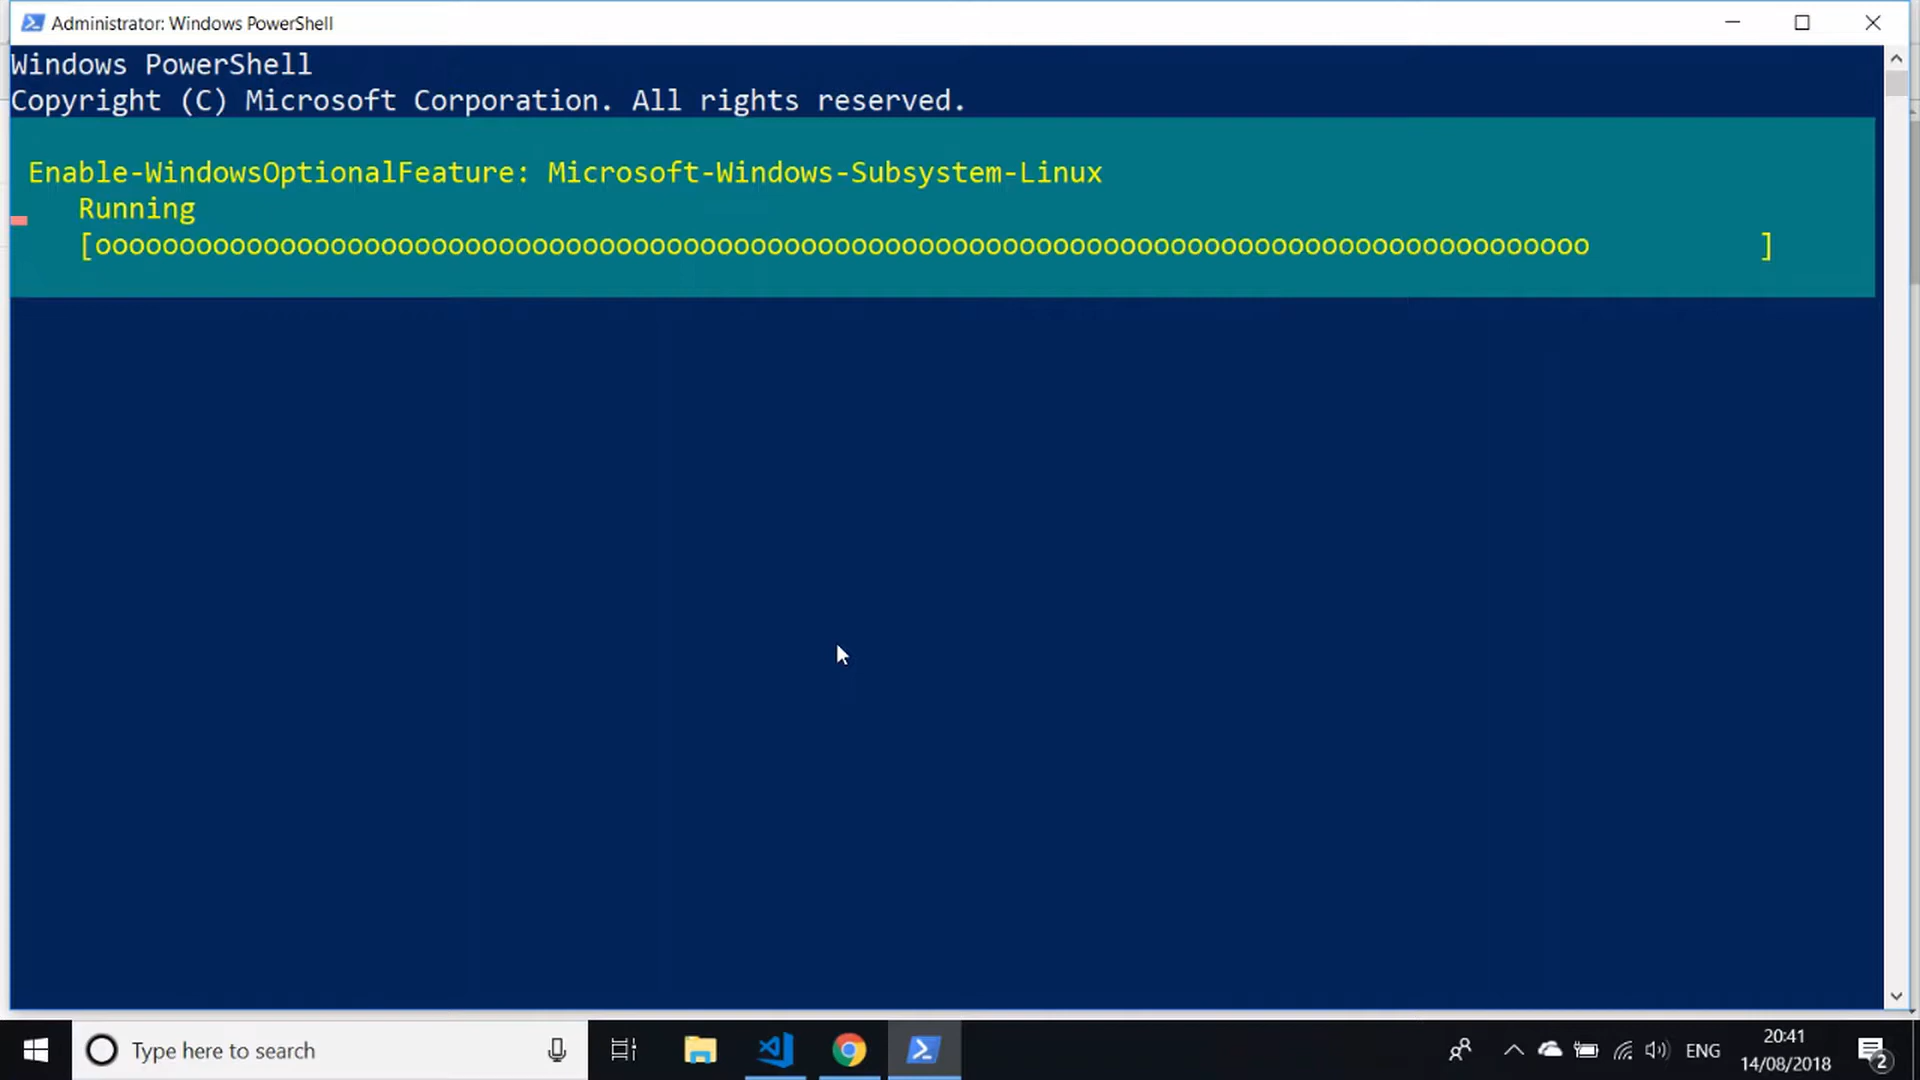 Administrator: Windows PowerShell
Windows PowerShell
Copyright (C) Microsoft Corporation. All rights reserved.
Enable-WindowsOptionalFeature: Microsoft-Windows-Subsystem-Linux
Running
[ooooooooooooooooooooooooooooooooooooooooooooooooooooooooooooooooooooooooooooooooooooooooo          ]
Type here to search
ENG
20:41
14/08/2018
2